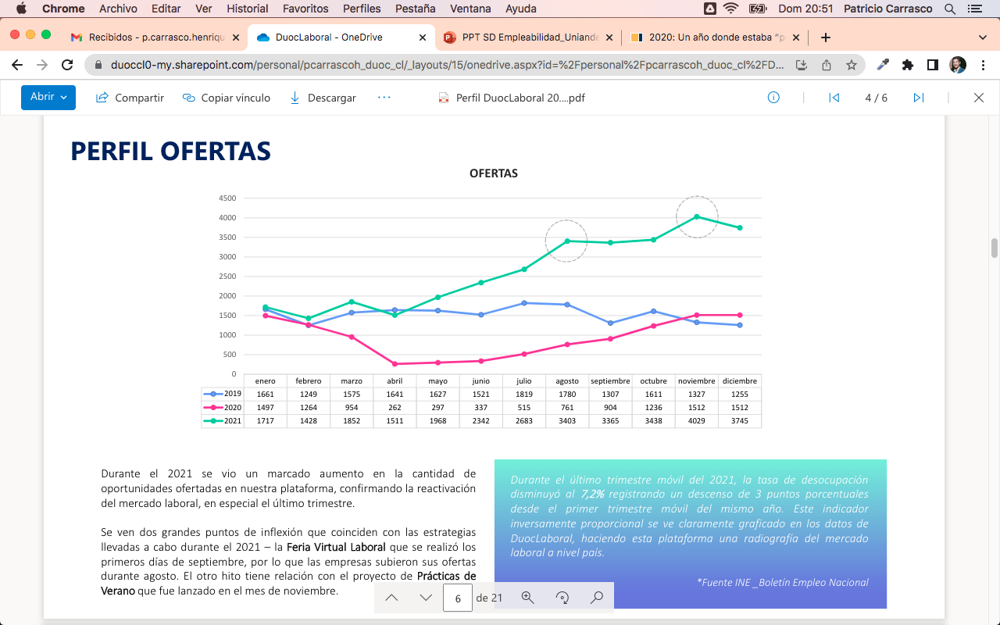 Chrome Archivo Editar Ver Historial Favoritos Perfiles Pestaña Ventana Ayuda Dom 20:51 Patricio Carrasco
Recibidos - p.carrasco.henriqu DuocLaboral - OneDrive PPT SD Empleabilidad_Uniande 2020: Un año donde estaba "p
duoccl0-my.sharepoint.com/personal/pcarrascoh_duoc_cl/_layouts/15/onedrive.aspx?id=%2Fpersonal%2Fpcarrascoh_duoc_cl%2FD...
Abrir Compartir Copiar vínculo Descargar ... Perfil DuocLaboral 20....pdf 4 / 6
PERFIL OFERTAS
OFERTAS
4500
4000
3500
3000
2500
2000
1500
1000
500
0
enero febrero marzo abril mayo junio julio agosto septiembre octubre noviembre diciembre
2019 1661 1249 1575 1641 1627 1521 1819 1780 1307 1611 1327 1255
2020 1497 1264 954 262 297 337 515 761 904 1236 1512 1512
2021 1717 1428 1852 1511 1968 2342 2683 3403 3365 3438 4029 3745
Durante el 2021 se vio un marcado aumento en la cantidad de
oportunidades ofertadas en nuestra plataforma, confirmando la reactivación
del mercado laboral, en especial el último trimestre.
Se ven dos grandes puntos de inflexión que coinciden con las estrategias
llevadas a cabo durante el 2021 – la Feria Virtual Laboral que se realizó los
primeros días de septiembre, por lo que las empresas subieron sus ofertas
durante agosto. El otro hito tiene relación con el proyecto de Prácticas de
Verano que fue lanzado en el mes de noviembre.
Durante el último trimestre móvil del 2021, la tasa de desocupación
disminuyó al 7,2% registrando un descenso de 3 puntos porcentuales
desde el primer trimestre móvil del mismo año. Este indicador
inversamente proporcional se ve claramente graficado en los datos de
DuocLaboral, haciendo esta plataforma una radiografía del mercado
laboral a nivel país.
*Fuente INE _Boletín Empleo Nacional
6 de 21